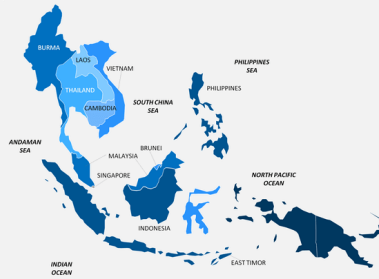 BURMA
LAOS
VIETNAM
THAILAND
CAMBODIA
PHILIPPINES
SEA
PHILIPPINES
SOUTH CHINA
SEA
ANDAMAN
SEA
MALAYSIA
BRUNEI
SINGAPORE
NORTH PACIFIC
OCEAN
INDONESIA
EAST TIMOR
INDIAN
OCEAN